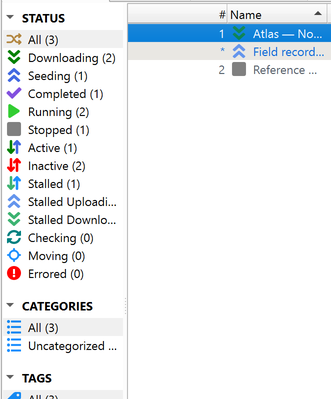 STATUS
All (3)
Downloading (2)
Seeding (1)
Completed (1)
Running (2)
Stopped (1)
Active (1)
Inactive (2)
Stalled (1)
Stalled Uploadi...
Stalled Downlo...
Checking (0)
Moving (0)
Errored (0)
CATEGORIES
All (3)
Uncategorized ...
TAGS
All (3)
# Name
1 Atlas — No...
* Field record...
2 Reference ...